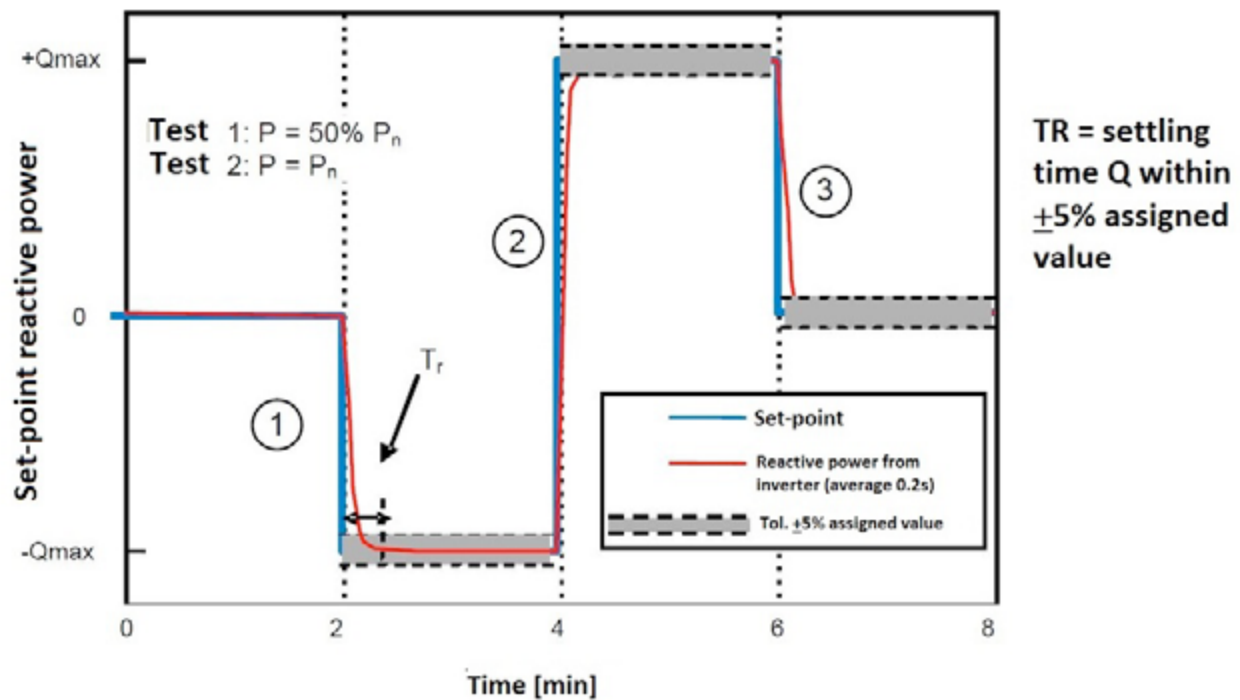 +Qmax
Test 1: P = 50% Pn
Test 2: P = Pn
Set-point reactive power
0
-Qmax
1
2
3
Tr
TR = settling
time Q within
±5% assigned
value
Set-point
Reactive power from
inverter (average 0.2s)
Tol. ±5% assigned value
0 2 4 6 8
Time [min]